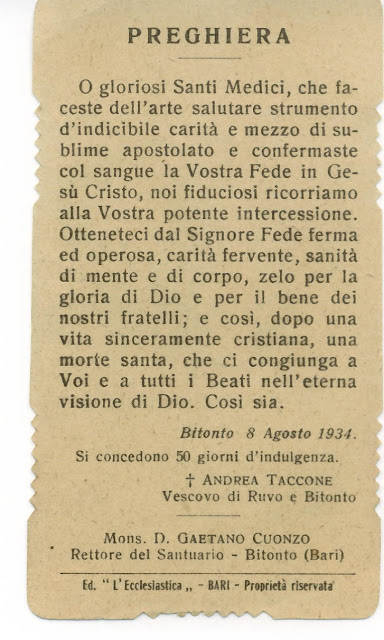 PREGHIERA
O gloriosi Santi Medici, che fa-
ceste dell'arte salutare strumento
d'indicibile carità e mezzo di su-
blime apostolato e confermaste
col sangue la Vostra Fede in Ge-
sù Cristo, noi fiduciosi ricorriamo
alla Vostra potente intercessione.
Otteneteci dal Signore Fede ferma
ed operosa, carità fervente, sanità
di mente e di corpo, zelo per la
gloria di Dio e per il bene dei
nostri fratelli; e così, dopo una
vita sinceramente cristiana, una
morte santa, che ci congiunga a
Voi e a tutti i Beati nell'eterna
visione di Dio. Così sia.
Bitonto 8 Agosto 1934.
Si concedono 50 giorni d'indulgenza.
† ANDREA TACCONE
Vescovo di Ruvo e Bitonto
Mons. D. GAETANO CUONZO
Rettore del Santuario - Bitonto (Bari)
Ed. " L'Ecclesiastica „ - BARI - Proprietà riservata